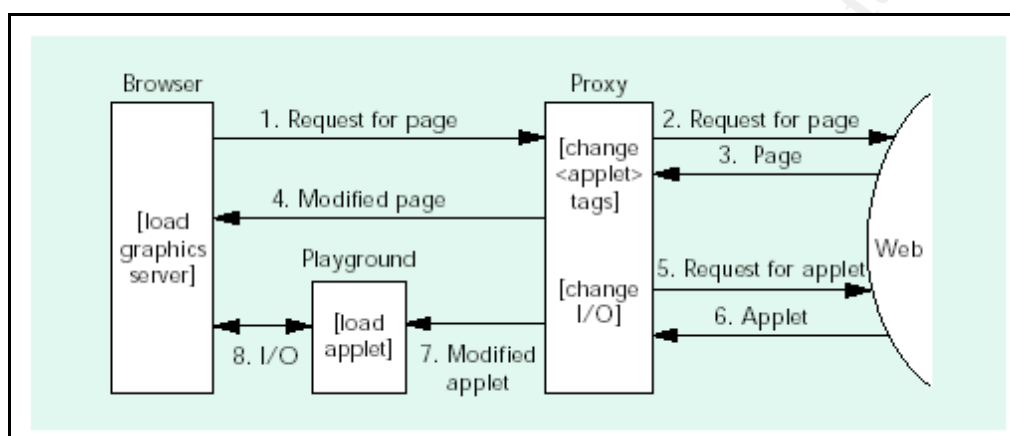 Browser
Proxy
1. Request for page
2. Request for page
3. Page
[change
<applet>
tags]
4. Modified page
[load
graphics
server]
Playground
Web
5. Request for applet
[change
I/O]
6. Applet
[load
applet]
7. Modified
applet
8. I/O